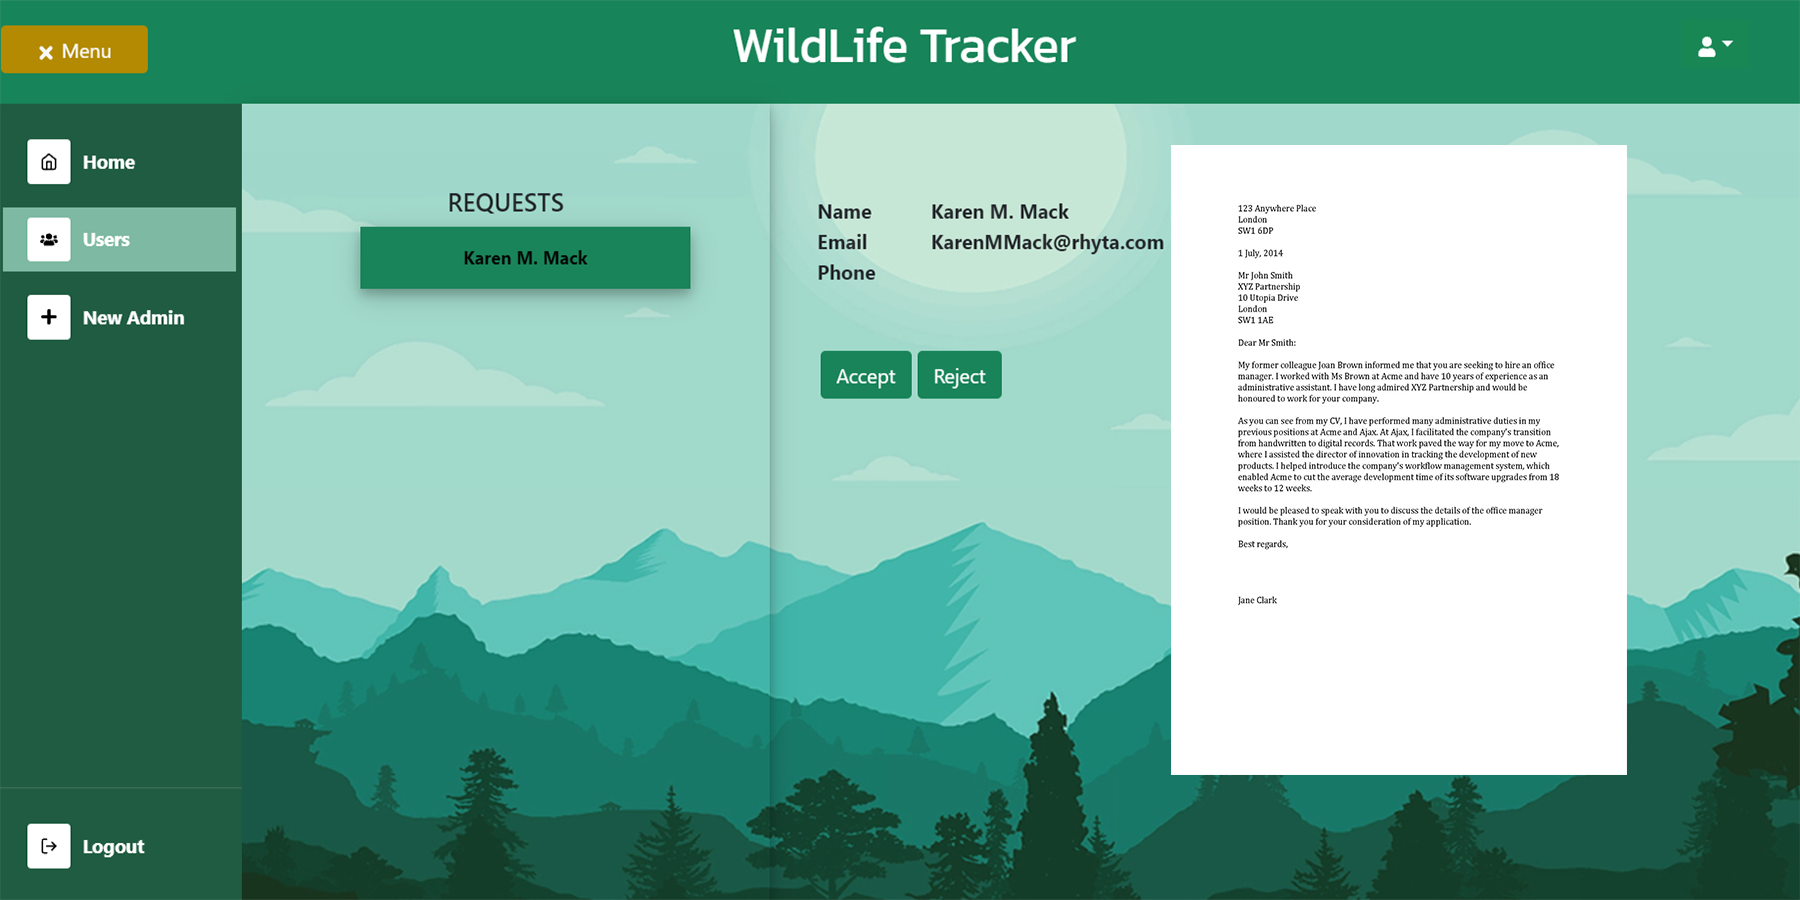 Menu
WildLife Tracker
Home
Users
New Admin
Logout
REQUESTS
Karen M. Mack
Name Karen M. Mack
Email KarenMMack@rhyta.com
Phone
Accept Reject
123 Anywhere Place
London
SW1 6DP
1 July, 2014
Mr John Smith
XYZ Partnership
10 Utopia Drive
London
SW1 1AE
Dear Mr Smith:
My former colleague Joan Brown informed me that you are seeking to hire an office
manager. I worked with Ms Brown at Acme and have 10 years of experience as an
administrative assistant. I have long admired XYZ Partnership and would be
honoured to work for your company.
As you can see from my CV, I have performed many administrative duties in my
previous positions at Acme and Ajax. At Ajax, I facilitated the company's transition
from handwritten to digital records. That work paved the way for my move to Acme,
where I assisted the director of innovation in tracking the development of new
products. I helped introduce the company's workflow management system, which
enabled Acme to cut the average development time of its software upgrades from 18
weeks to 12 weeks.
I would be pleased to speak with you to discuss the details of the office manager
position. Thank you for your consideration of my application.
Best regards,
Jane Clark